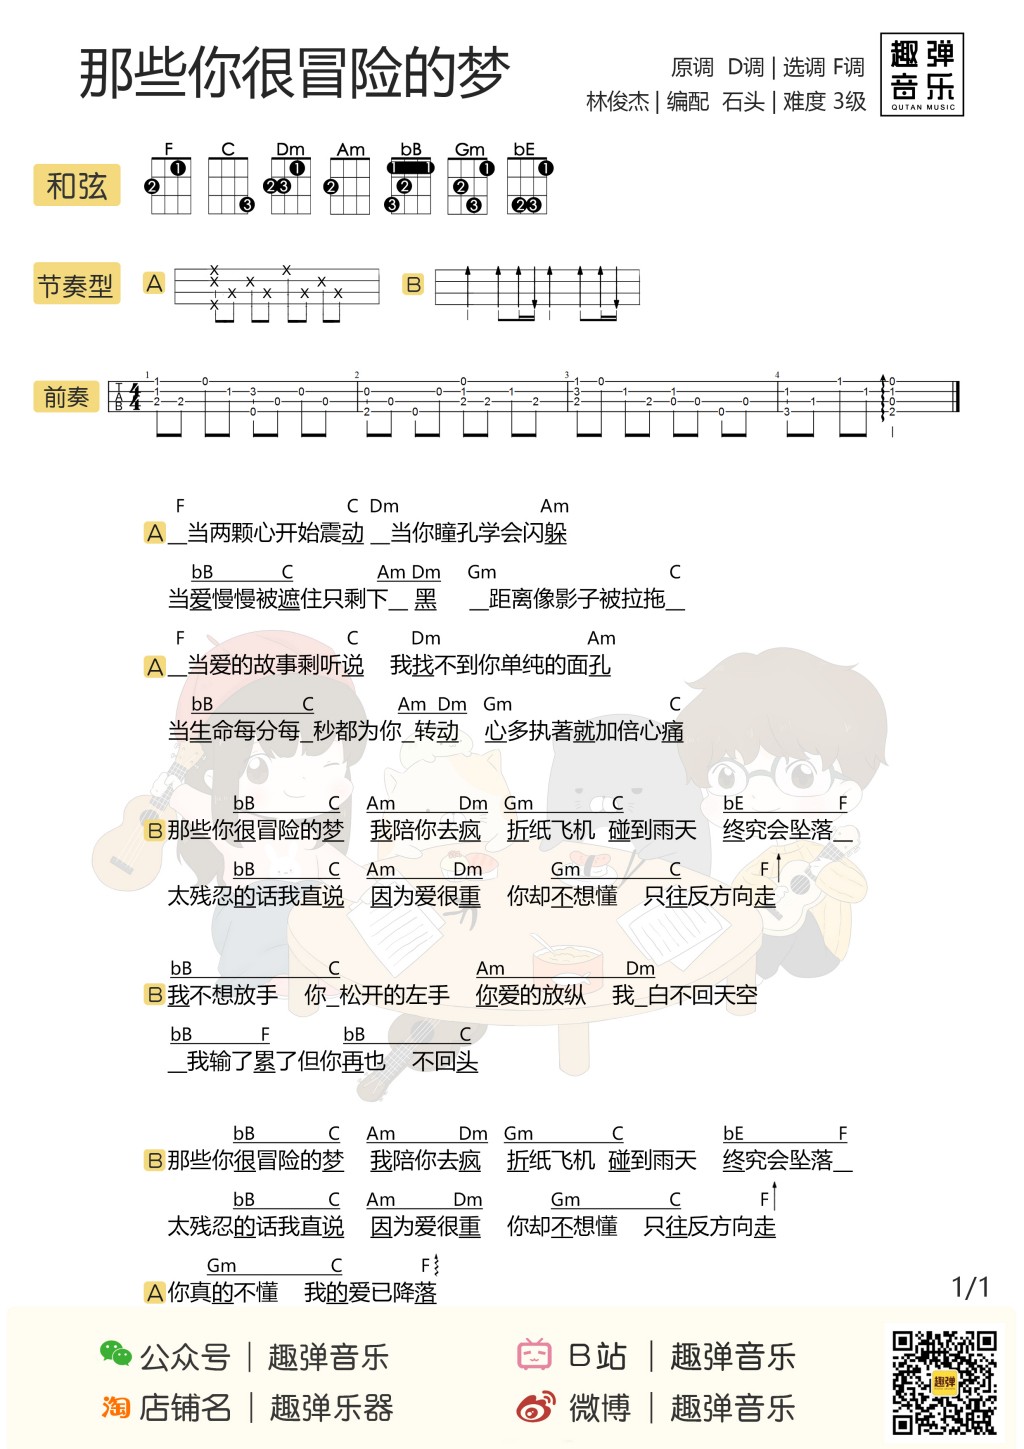 那些你很冒险的梦
原调 D调 | 选调 F调
林俊杰 | 编配 石头 | 难度 3级
趣弹音乐
QUTAN MUSIC
和弦
F C Dm Am bB Gm bE
节奏型 A B
前奏
F C Dm Am
A __当两颗心开始震动 __当你瞳孔学会闪躲
bB C Am Dm Gm C
当爱慢慢被遮住只剩下__ 黑 __距离像影子被拉拖__
F C Dm Am
A __当爱的故事剩听说 我找不到你单纯的面孔
bB C Am Dm Gm C
当生命每分每_秒都为你_转动 心多执著就加倍心痛
bB C Am Dm Gm C bE F
B 那些你很冒险的梦 我陪你去疯 折纸飞机 碰到雨天 终究会坠落__
bB C Am Dm Gm C F
太残忍的话我直说 因为爱很重 你却不想懂 只往反方向走
bB C Am Dm
B 我不想放手 你_松开的左手 你爱的放纵 我_白不回天空
bB F bB C
__我输了累了但你再也 不回头
bB C Am Dm Gm C bE F
B 那些你很冒险的梦 我陪你去疯 折纸飞机 碰到雨天 终究会坠落__
bB C Am Dm Gm C F
太残忍的话我直说 因为爱很重 你却不想懂 只往反方向走
Gm C F
A 你真的不懂 我的爱已降落
1/1
公众号 | 趣弹音乐 B站 | 趣弹音乐
淘 店铺名 | 趣弹乐器 微博 | 趣弹音乐
趣弹